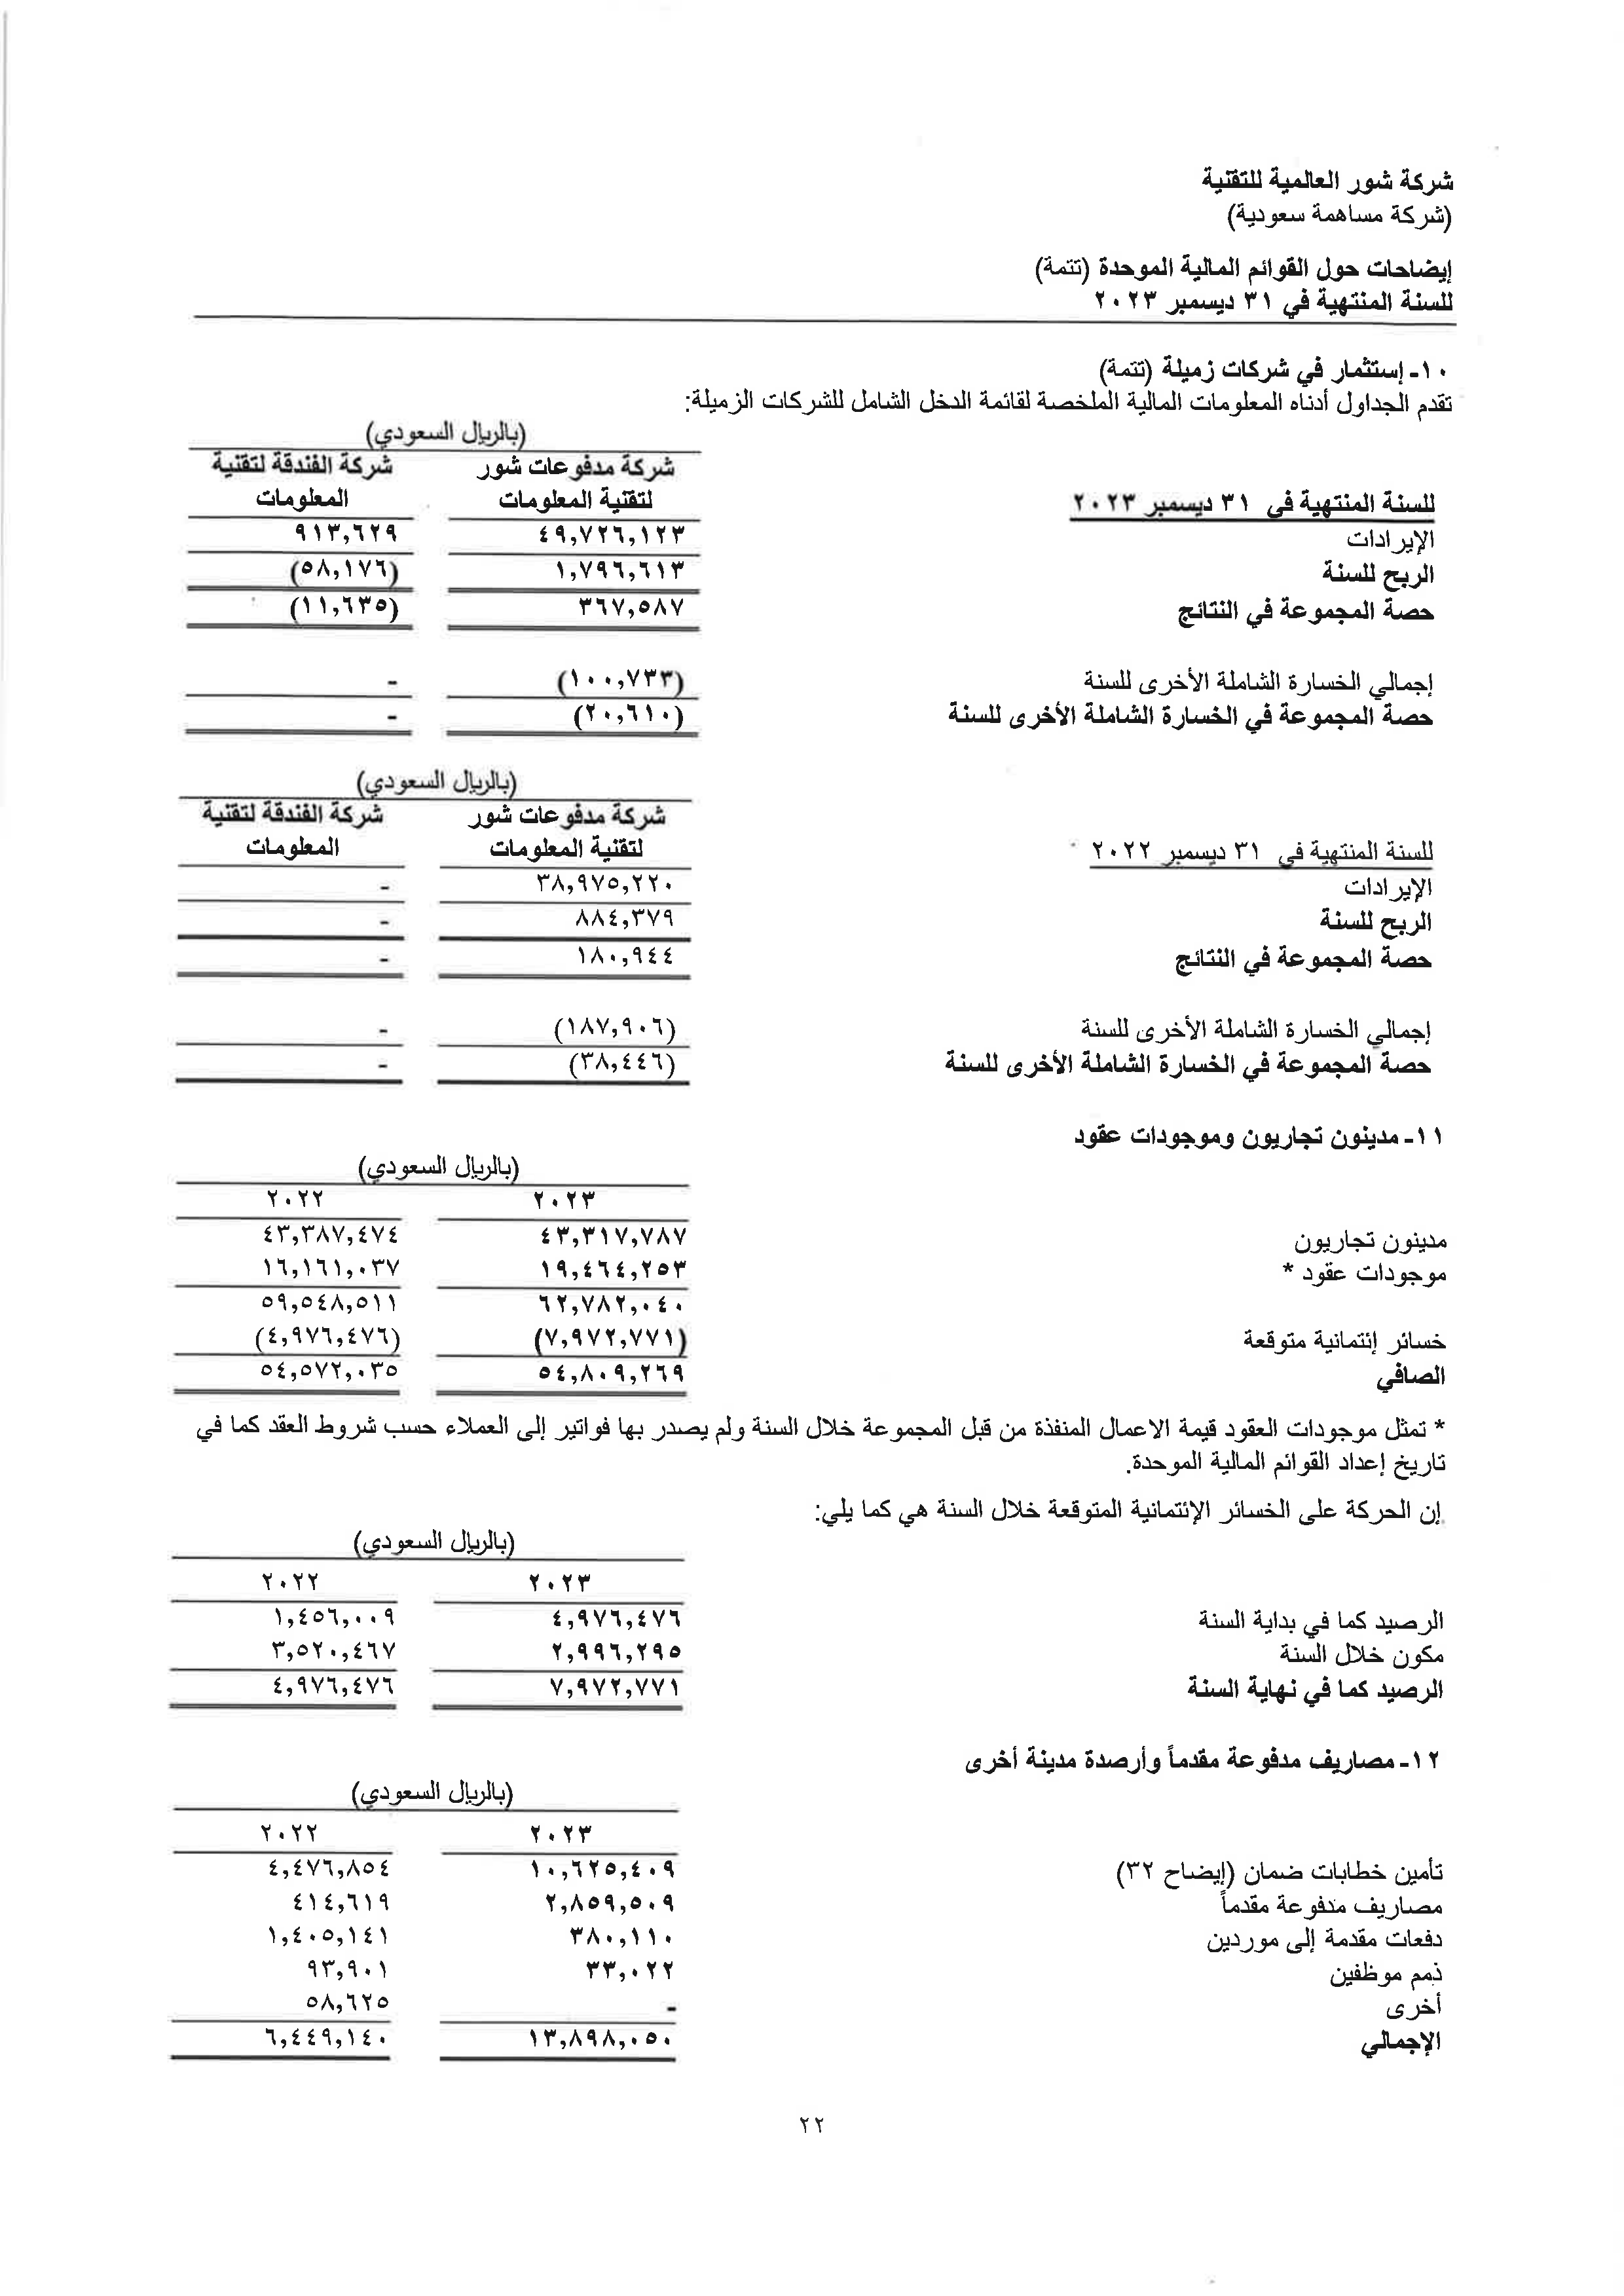 شركة شور العالمية للتقنية
(شركة مساهمة سعودية)
إيضاحات حول القوائم المالية الموحدة (تتمة)
للسنة المنتهية في ٣١ ديسمبر ٢٠٢٣
١٠- إستثمار في شركات زميلة (تتمة)
تقدم الجداول أدناه المعلومات المالية الملخصة لقائمة الدخل الشامل للشركات الزميلة:
(بالريال السعودي)
شركة مدفوعات شور شركة الفندقة لتقنية
للسنة المنتهية في ٣١ ديسمبر ٢٠٢٣ لتقنية المعلومات المعلومات
الإيرادات ٤٩,٧٢٦,١٢٣ ٩١٣,٦٢٩
الربح للسنة ١,٧٩٦,٦١٣ (٥٨,١٧٦)
حصة المجموعة في النتائج ٣٦٧,٥٨٧ (١١,٦٣٥)
إجمالي الخسارة الشاملة الأخرى للسنة (١٠٠,٧٣٣) -
حصة المجموعة في الخسارة الشاملة الأخرى للسنة (٢٠,٦١٠) -
(بالريال السعودي)
شركة مدفوعات شور شركة الفندقة لتقنية
للسنة المنتهية في ٣١ ديسمبر ٢٠٢٢ لتقنية المعلومات المعلومات
الإيرادات ٣٨,٩٧٥,٢٢٠ -
الربح للسنة ٨٨٤,٣٧٩ -
حصة المجموعة في النتائج ١٨٠,٩٤٤ -
إجمالي الخسارة الشاملة الأخرى للسنة (١٨٧,٩٠٦) -
حصة المجموعة في الخسارة الشاملة الأخرى للسنة (٣٨,٤٤٦) -
١١- مدينون تجاريون وموجودات عقود
(بالريال السعودي)
٢٠٢٣ ٢٠٢٢
مدينون تجاريون ٤٣,٣١٧,٧٨٧ ٤٣,٣٨٧,٤٧٤
موجودات عقود * ١٩,٤٦٤,٢٥٣ ١٦,١٦١,٠٣٧
٦٢,٧٨٢,٠٤٠ ٥٩,٥٤٨,٥١١
خسائر إئتمانية متوقعة (٧,٩٧٢,٧٧١) (٤,٩٧٦,٤٧٦)
الصافي ٥٤,٨٠٩,٢٦٩ ٥٤,٥٧٢,٠٣٥
* تمثل موجودات العقود قيمة الاعمال المنفذة من قبل المجموعة خلال السنة ولم يصدر بها فواتير إلى العملاء حسب شروط العقد كما في
تاريخ إعداد القوائم المالية الموحدة.
إن الحركة على الخسائر الإئتمانية المتوقعة خلال السنة هي كما يلي:
(بالريال السعودي)
٢٠٢٣ ٢٠٢٢
الرصيد كما في بداية السنة ٤,٩٧٦,٤٧٦ ١,٤٥٦,٠٠٩
مكون خلال السنة ٢,٩٩٦,٢٩٥ ٣,٥٢٠,٤٦٧
الرصيد كما في نهاية السنة ٧,٩٧٢,٧٧١ ٤,٩٧٦,٤٧٦
١٢- مصاريف مدفوعة مقدماً وأرصدة مدينة أخرى
(بالريال السعودي)
٢٠٢٣ ٢٠٢٢
تأمين خطابات ضمان (إيضاح ٣٢) ١٠,٦٢٥,٤٠٩ ٤,٤٧٦,٨٥٤
مصاريف مدفوعة مقدماً ٢,٨٥٩,٥٠٩ ٤١٤,٦١٩
دفعات مقدمة إلى موردين ٣٨٠,١١٠ ١,٤٠٥,١٤١
ذمم موظفين ٣٣,٠٢٢ ٩٣,٩٠١
أخرى - ٥٨,٦٢٥
الإجمالي ١٣,٨٩٨,٠٥٠ ٦,٤٤٩,١٤٠
٢٢